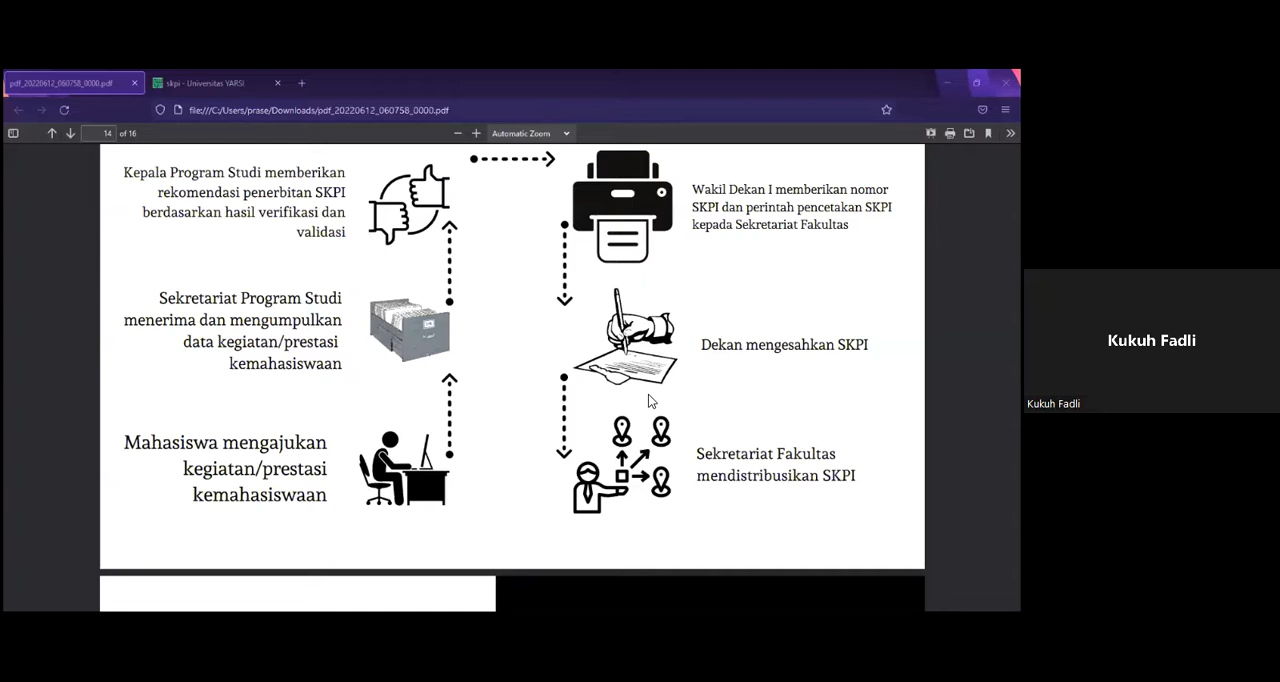 pdf_20220612_060758_0000.pdf
skpi - Universitas YARSI
file:///C:/Users/prase/Downloads/pdf_20220612_060758_0000.pdf
14 of 16
Automatic Zoom
Kepala Program Studi memberikan
rekomendasi penerbitan SKPI
berdasarkan hasil verifikasi dan
validasi
Wakil Dekan I memberikan nomor
SKPI dan perintah pencetakan SKPI
kepada Sekretariat Fakultas
Sekretariat Program Studi
menerima dan mengumpulkan
data kegiatan/prestasi
kemahasiswaan
Dekan mengesahkan SKPI
Mahasiswa mengajukan
kegiatan/prestasi
kemahasiswaan
Sekretariat Fakultas
mendistribusikan SKPI
Kukuh Fadli
Kukuh Fadli